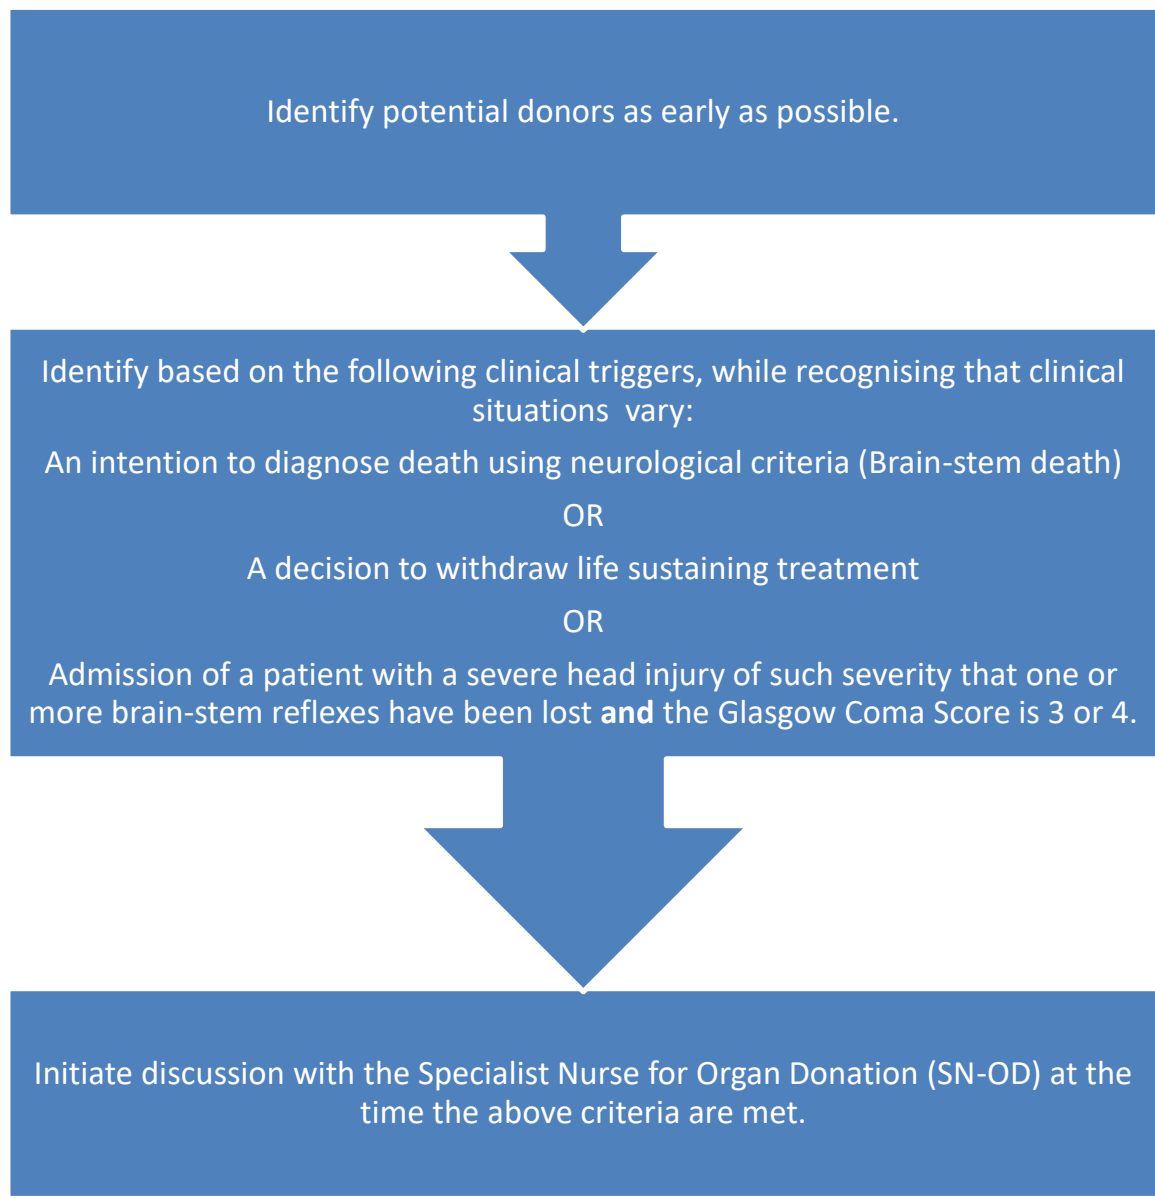 Identify potential donors as early as possible.
Identify based on the following clinical triggers, while recognising that clinical
situations  vary:
An intention to diagnose death using neurological criteria (Brain-stem death)
OR
A decision to withdraw life sustaining treatment
OR
Admission of a patient with a severe head injury of such severity that one or
more brain-stem reflexes have been lost and the Glasgow Coma Score is 3 or 4.
Initiate discussion with the Specialist Nurse for Organ Donation (SN-OD) at the
time the above criteria are met.